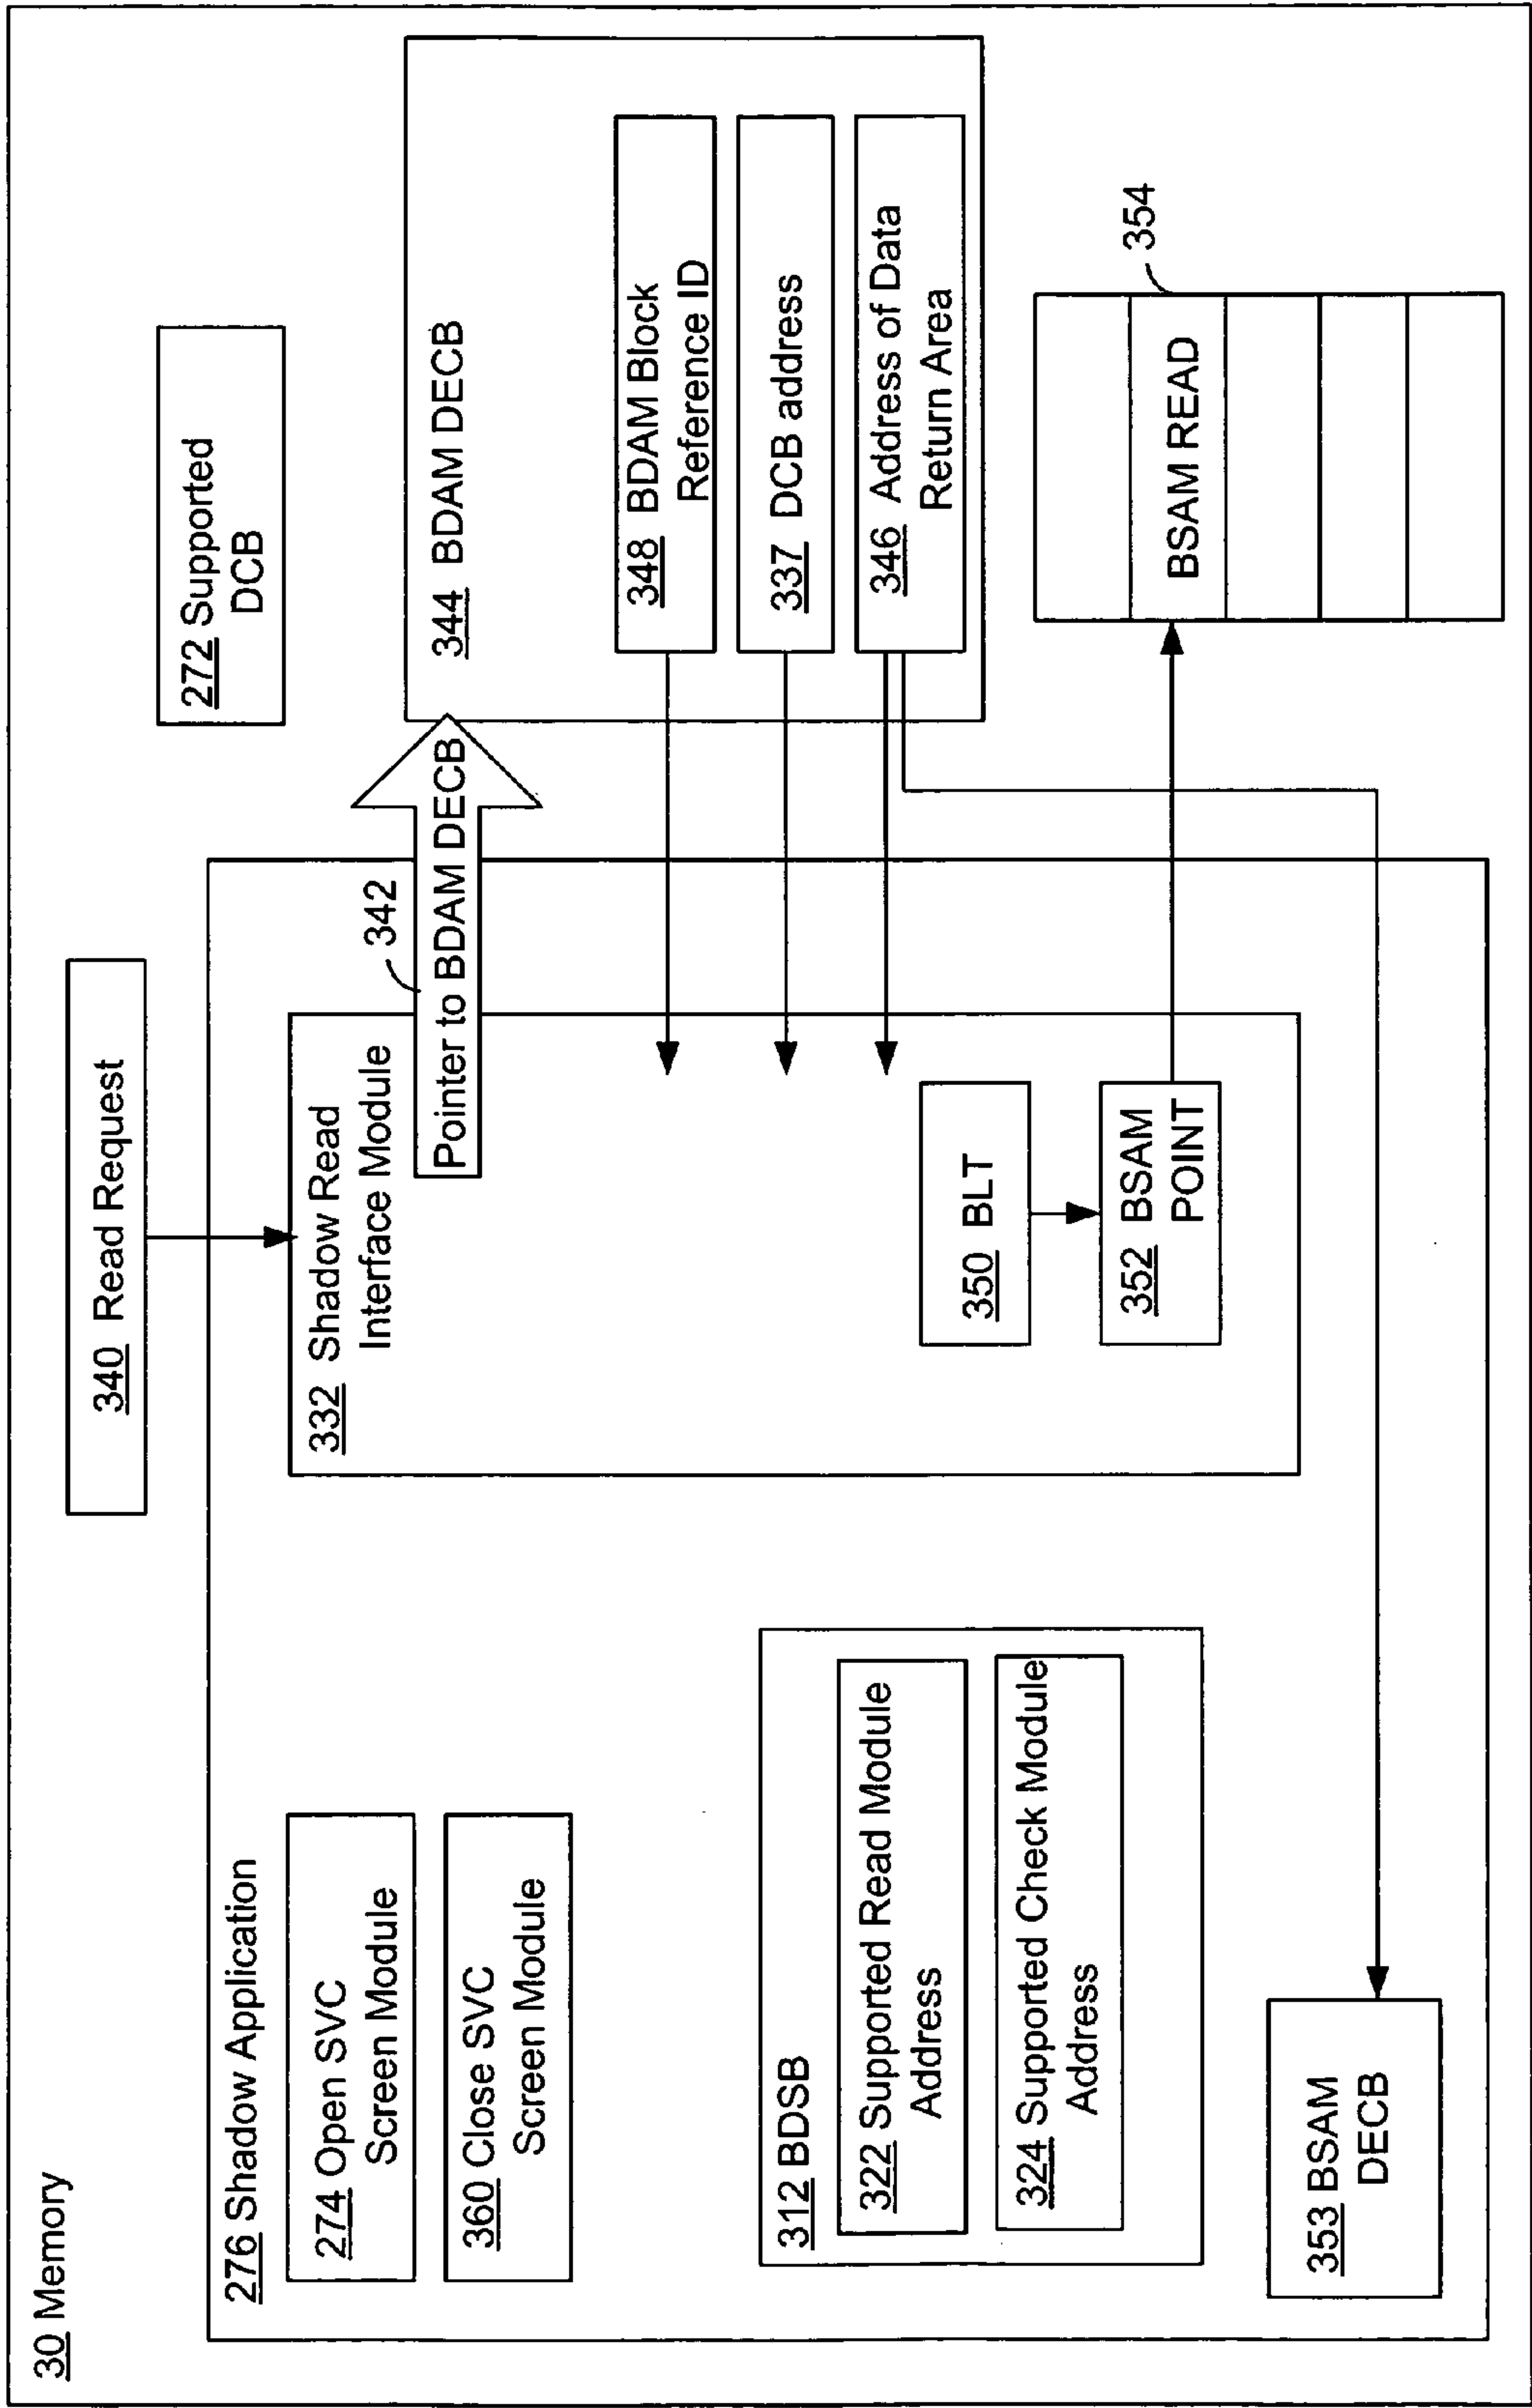 30 Memory
340 Read Request
272 Supported
DCB
276 Shadow Application
274 Open SVC
Screen Module
360 Close SVC
Screen Module
332 Shadow Read
Interface Module
342
Pointer to BDAM DECB
344 BDAM DECB
348 BDAM Block
Reference ID
337 DCB address
346 Address of Data
Return Area
312 BDSB
322 Supported Read Module
Address
324 Supported Check Module
Address
350 BLT
352 BSAM
POINT
354
BSAM READ
353 BSAM
DECB